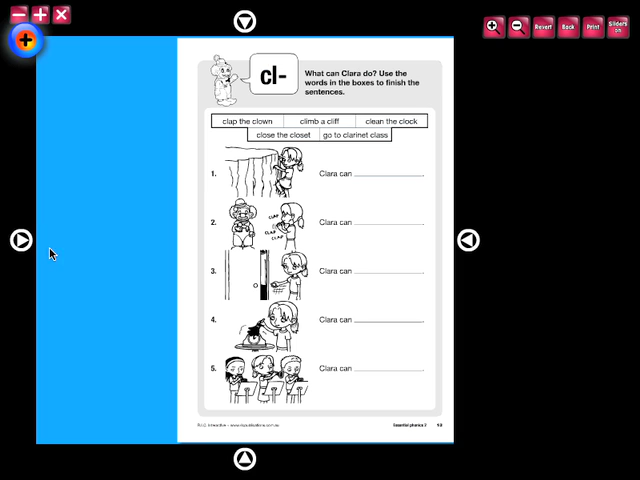 Revert
Back
Print
Sliders
on
cl-
What can Clara do? Use the
words in the boxes to finish the
sentences.
clap the clown climb a cliff clean the clock
close the closet go to clarinet class
1. Clara can .
2. Clara can .
CLAP
CLAP
CLAP
3. Clara can .
4. Clara can .
5. Clara can .
Essential phonics 2